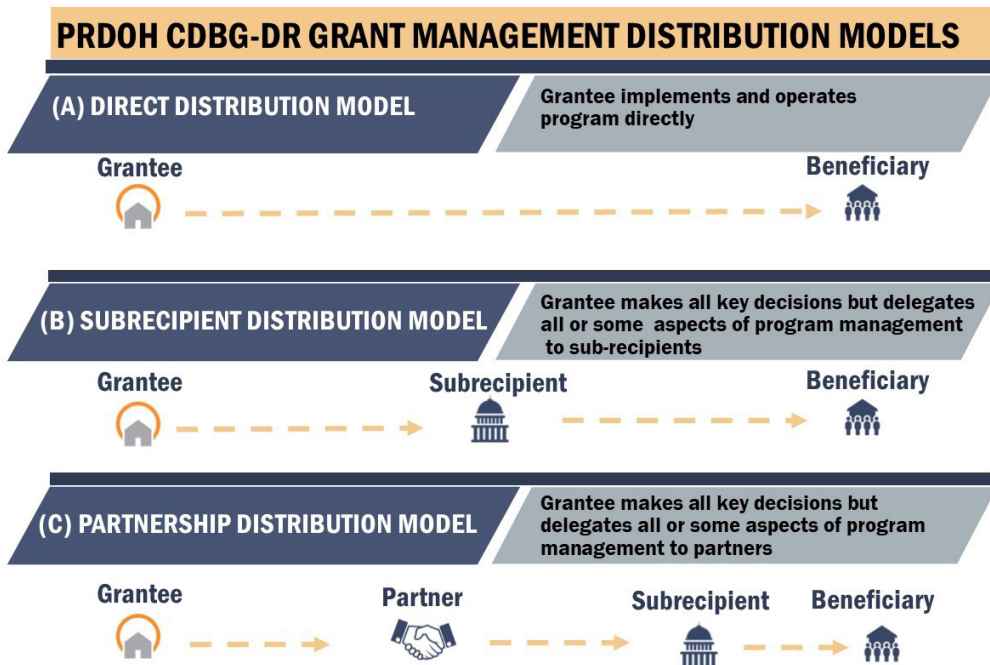 PRDOH CDBG-DR GRANT MANAGEMENT DISTRIBUTION MODELS
(A) DIRECT DISTRIBUTION MODEL
Grantee implements and operates
program directly
Grantee
Beneficiary
(B) SUBRECIPIENT DISTRIBUTION MODEL
Grantee makes all key decisions but delegates
all or some aspects of program management
to sub-recipients
Grantee
Subrecipient
Beneficiary
(C) PARTNERSHIP DISTRIBUTION MODEL
Grantee makes all key decisions but
delegates all or some aspects of program
management to partners
Grantee
Partner
Subrecipient
Beneficiary